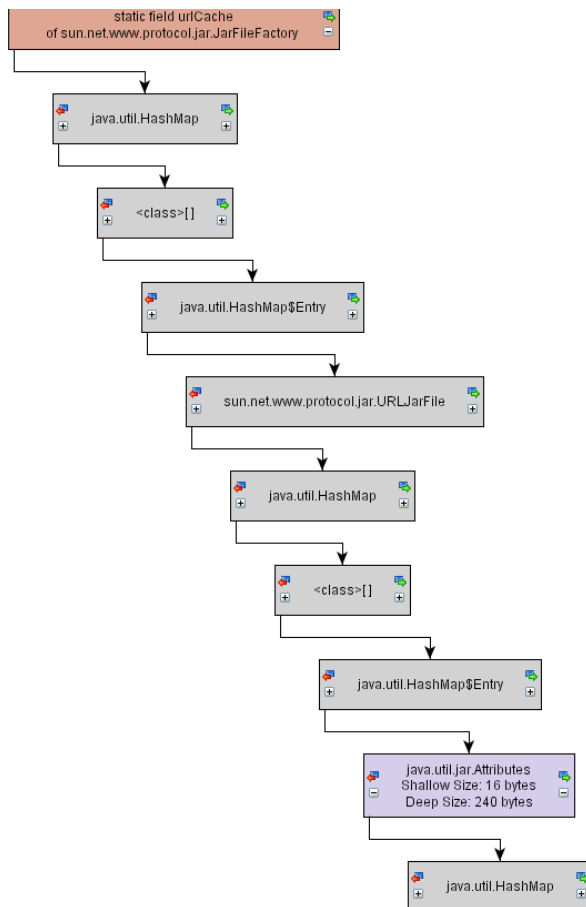 static field urlCache
of sun.net.www.protocol.jar.JarFileFactory
java.util.HashMap
<class>[]
java.util.HashMap$Entry
sun.net.www.protocol.jar.URLJarFile
java.util.HashMap
<class>[]
java.util.HashMap$Entry
java.util.jar.Attributes
Shallow Size: 16 bytes
Deep Size: 240 bytes
java.util.HashMap